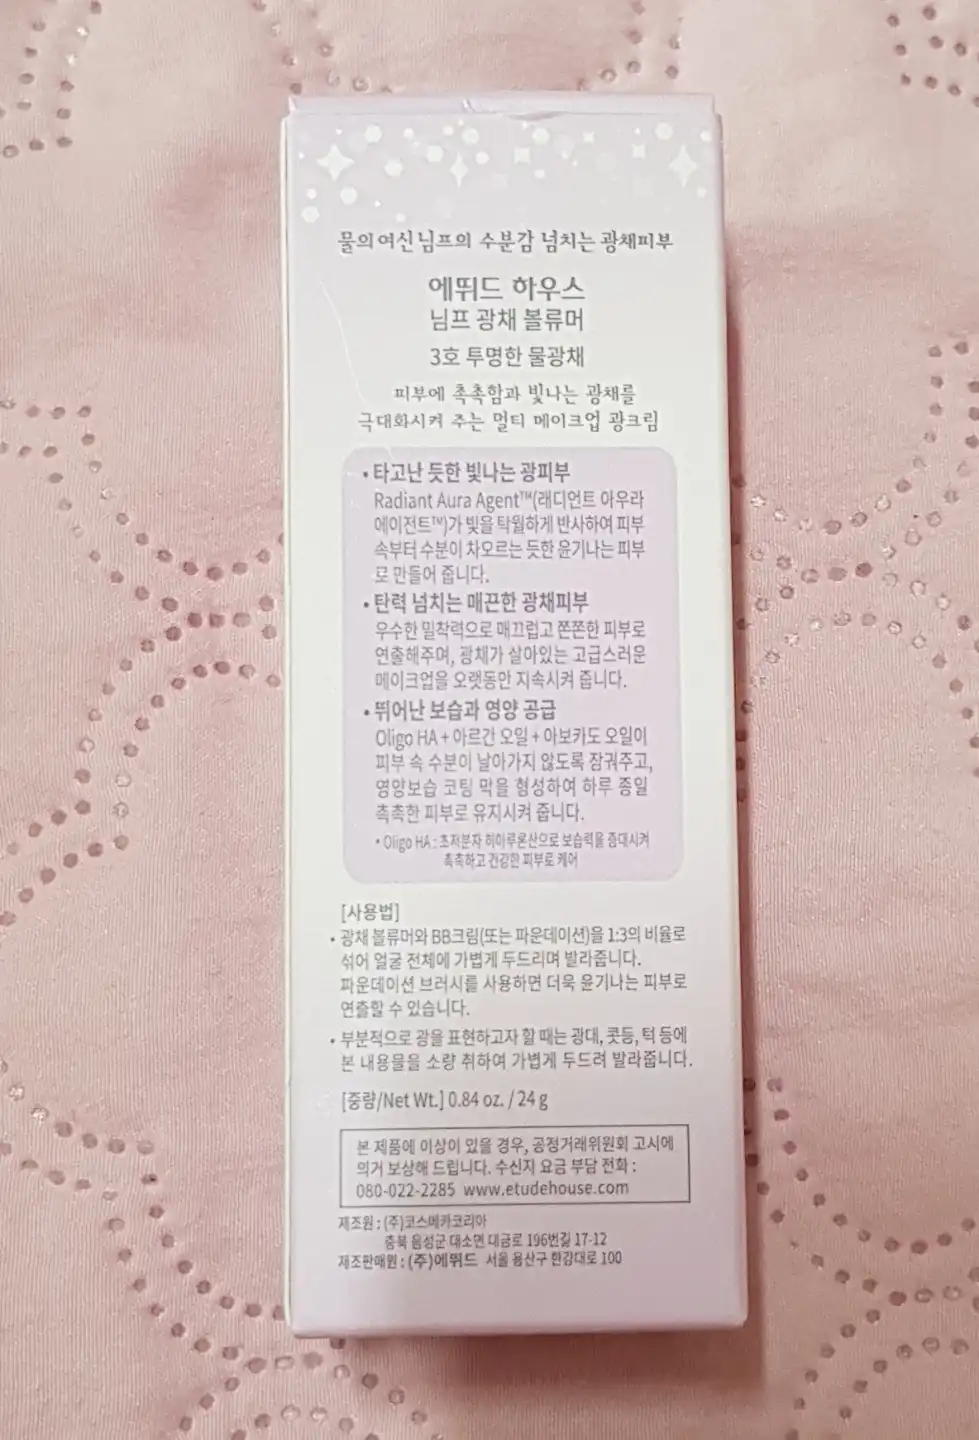 물의 여신 님프의 수분감 넘치는 광채피부
에뛰드 하우스
님프 광채 볼류머
3호 투명한 물광채
피부에 촉촉함과 빛나는 광채를
극대화시켜 주는 멀티 메이크업 광크림
• 타고난 듯한 빛나는 광피부
Radiant Aura Agent™(래디언트 아우라
에이전트™)가 빛을 탁월하게 반사하여 피부
속부터 수분이 차오르는 듯한 윤기나는 피부
로 만들어 줍니다.
• 탄력 넘치는 매끈한 광채피부
우수한 밀착력으로 매끄럽고 쫀쫀한 피부로
연출해주며, 광채가 살아있는 고급스러운
메이크업을 오랫동안 지속시켜 줍니다.
• 뛰어난 보습과 영양 공급
Oligo HA + 아르간 오일 + 아보카도 오일이
피부 속 수분이 날아가지 않도록 잠궈주고,
영양보습 코팅 막을 형성하여 하루 종일
촉촉한 피부로 유지시켜 줍니다.
* Oligo HA : 초저분자 히아루론산으로 보습력을 증대시켜
촉촉하고 건강한 피부로 케어
[사용법]
• 광채 볼류머와 BB크림(또는 파운데이션)을 1:3의 비율로
섞어 얼굴 전체에 가볍게 두드리며 발라줍니다.
파운데이션 브러시를 사용하면 더욱 윤기나는 피부로
연출할 수 있습니다.
• 부분적으로 광을 표현하고자 할 때는 광대, 콧등, 턱 등에
본 내용물을 소량 취하여 가볍게 두드려 발라줍니다.
[중량/Net Wt.] 0.84 oz. / 24 g
본 제품에 이상이 있을 경우, 공정거래위원회 고시에
의거 보상해 드립니다. 수신자 요금 부담 전화 :
080-022-2285 www.etudehouse.com
제조원 : (주)코스메카코리아
충북 음성군 대소면 대금로 196번길 17-12
제조판매원 : (주)에뛰드 서울 용산구 한강대로 100